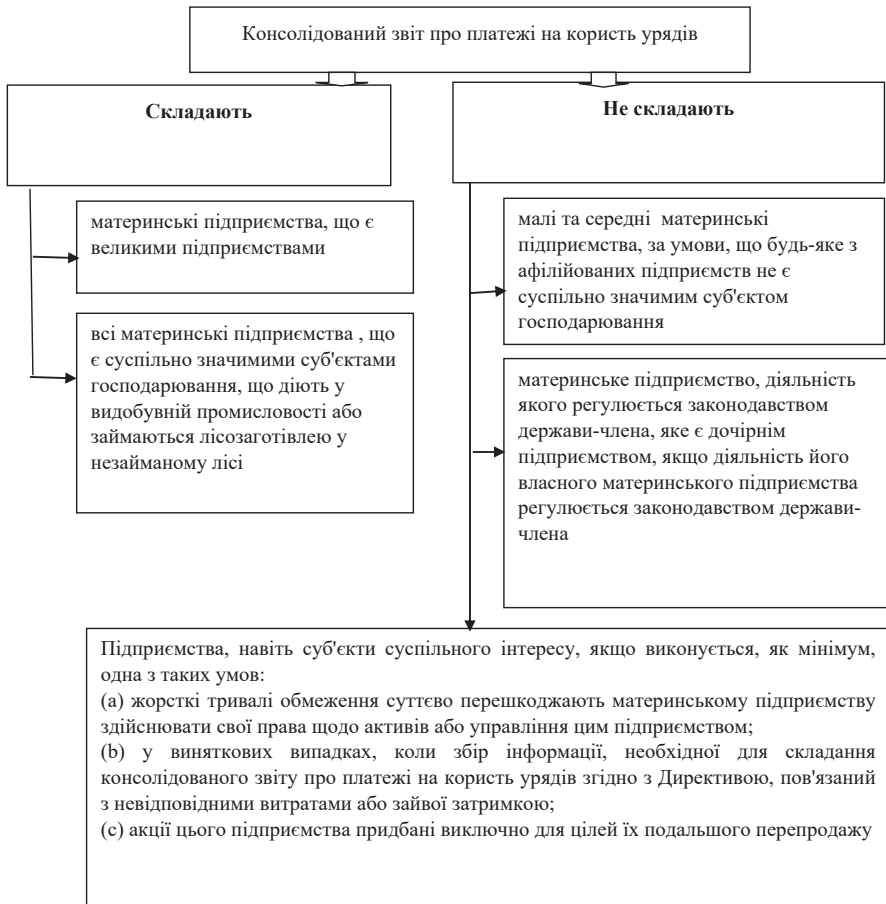 Консолідований звіт про платежі на користь урядів
Складають
материнські підприємства, що є
великими підприємствами
всі материнські підприємства , що
є суспільно значимими суб'єктами
господарювання, що діють у
видобувній промисловості або
займаються лісозаготівлею у
незайманому лісі
Не складають
малі та середні материнські
підприємства, за умови, що будь-яке з
афілійованих підприємств не є
суспільно значимим суб'єктом
господарювання
материнське підприємство, діяльність
якого регулюється законодавством
держави-члена, яке є дочірнім
підприємством, якщо діяльність його
власного материнського підприємства
регулюється законодавством держави-
члена
Підприємства, навіть суб'єкти суспільного інтересу, якщо виконується, як мінімум,
одна з таких умов:
(a) жорсткі тривалі обмеження суттєво перешкоджають материнському підприємству
здійснювати свої права щодо активів або управління цим підприємством;
(b) у виняткових випадках, коли збір інформації, необхідної для складання
консолідованого звіту про платежі на користь урядів згідно з Директивою, пов'язаний
з невідповідними витратами або зайвої затримкою;
(c) акції цього підприємства придбані виключно для цілей їх подальшого перепродажу